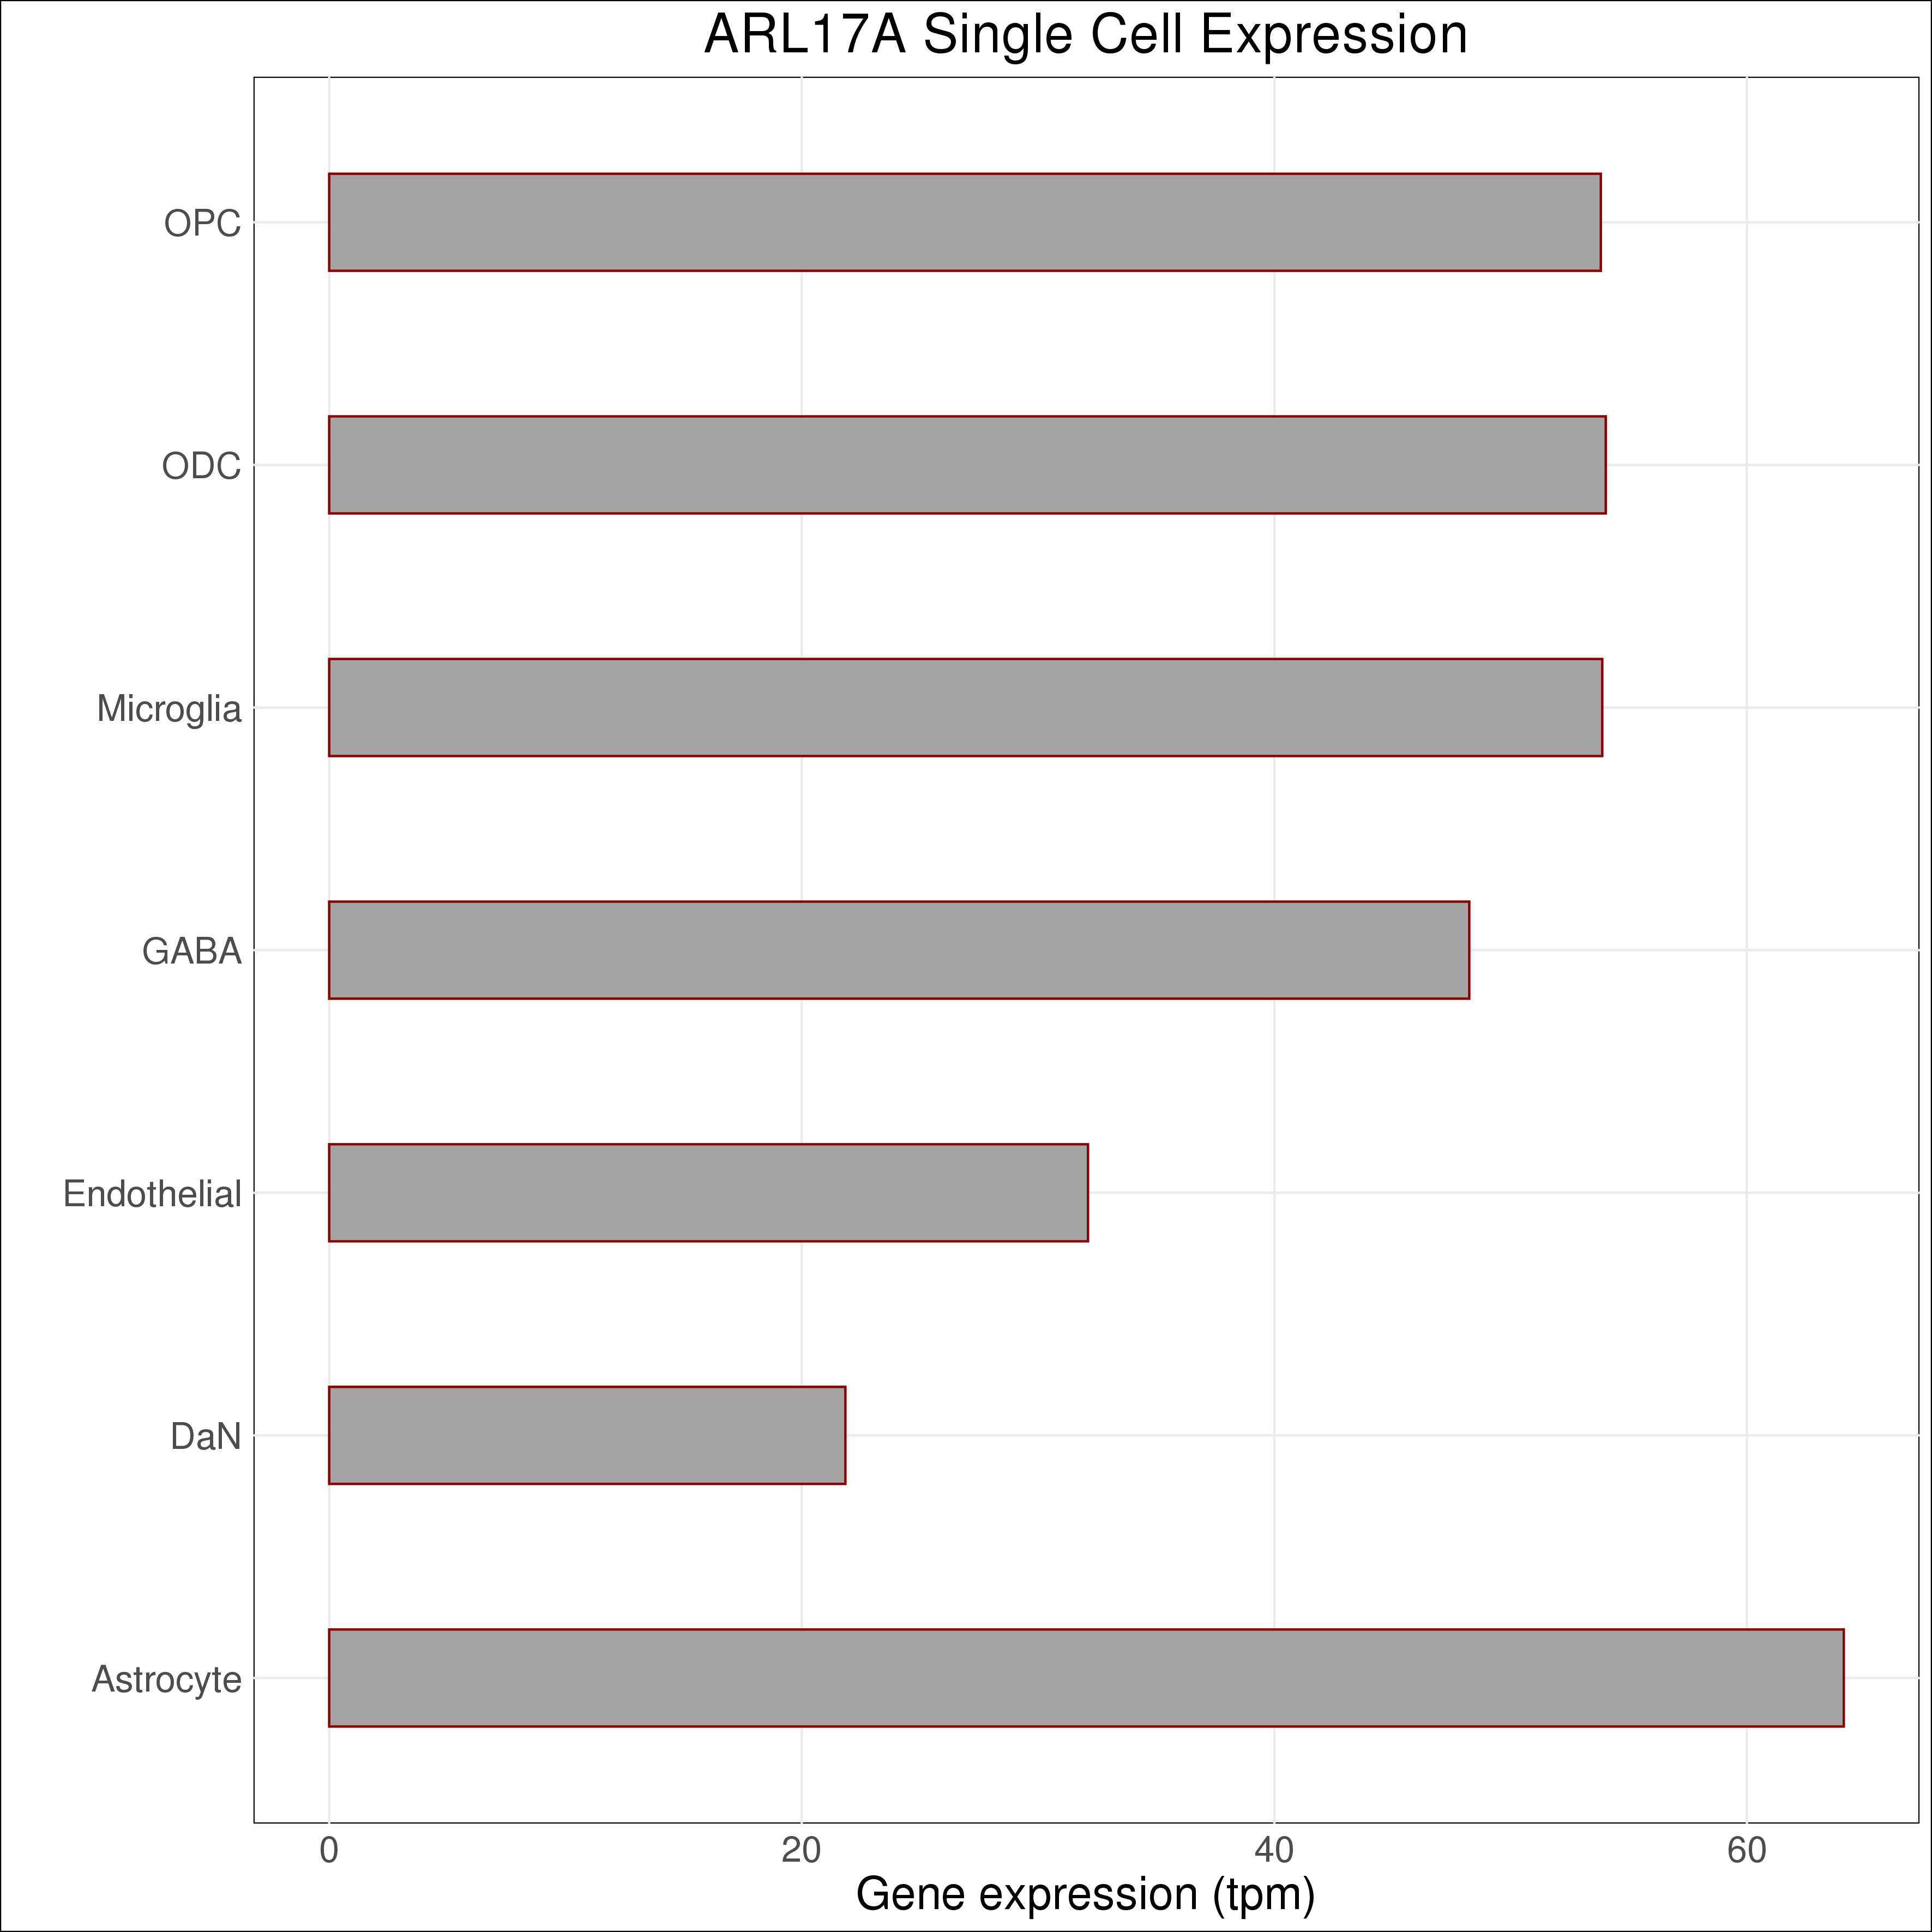 ARL17A Single Cell Expression
OPC
ODC
Microglia
GABA
Endothelial
DaN
Astrocyte
0 20 40 60
Gene expression (tpm)